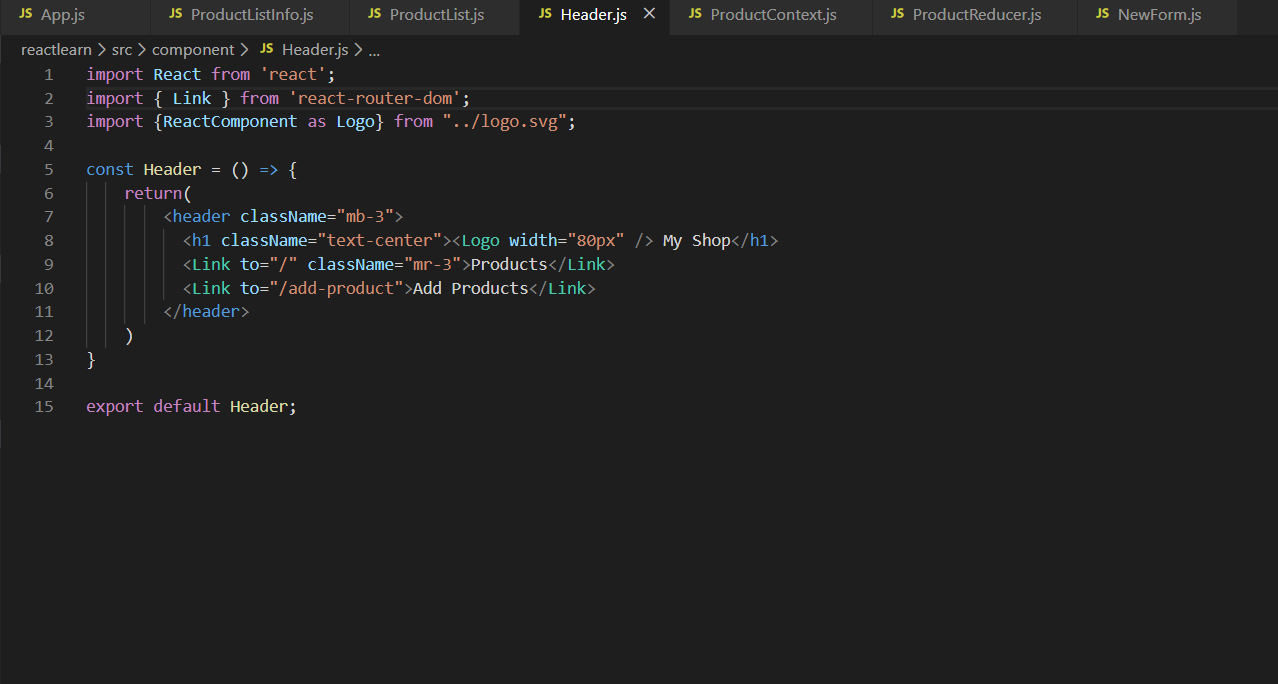 JS App.js JS ProductListInfo.js JS ProductList.js JS Header.js × JS ProductContext.js JS ProductReducer.js JS NewForm.js
reactlearn > src > component > JS Header.js > ...
1 import React from 'react';
2 import { Link } from 'react-router-dom';
3 import {ReactComponent as Logo} from "../logo.svg";
4
5 const Header = () => {
6 return(
7 <header className="mb-3">
8 <h1 className="text-center"><Logo width="80px" /> My Shop</h1>
9 <Link to="/" className="mr-3">Products</Link>
10 <Link to="/add-product">Add Products</Link>
11 </header>
12 )
13 }
14
15 export default Header;